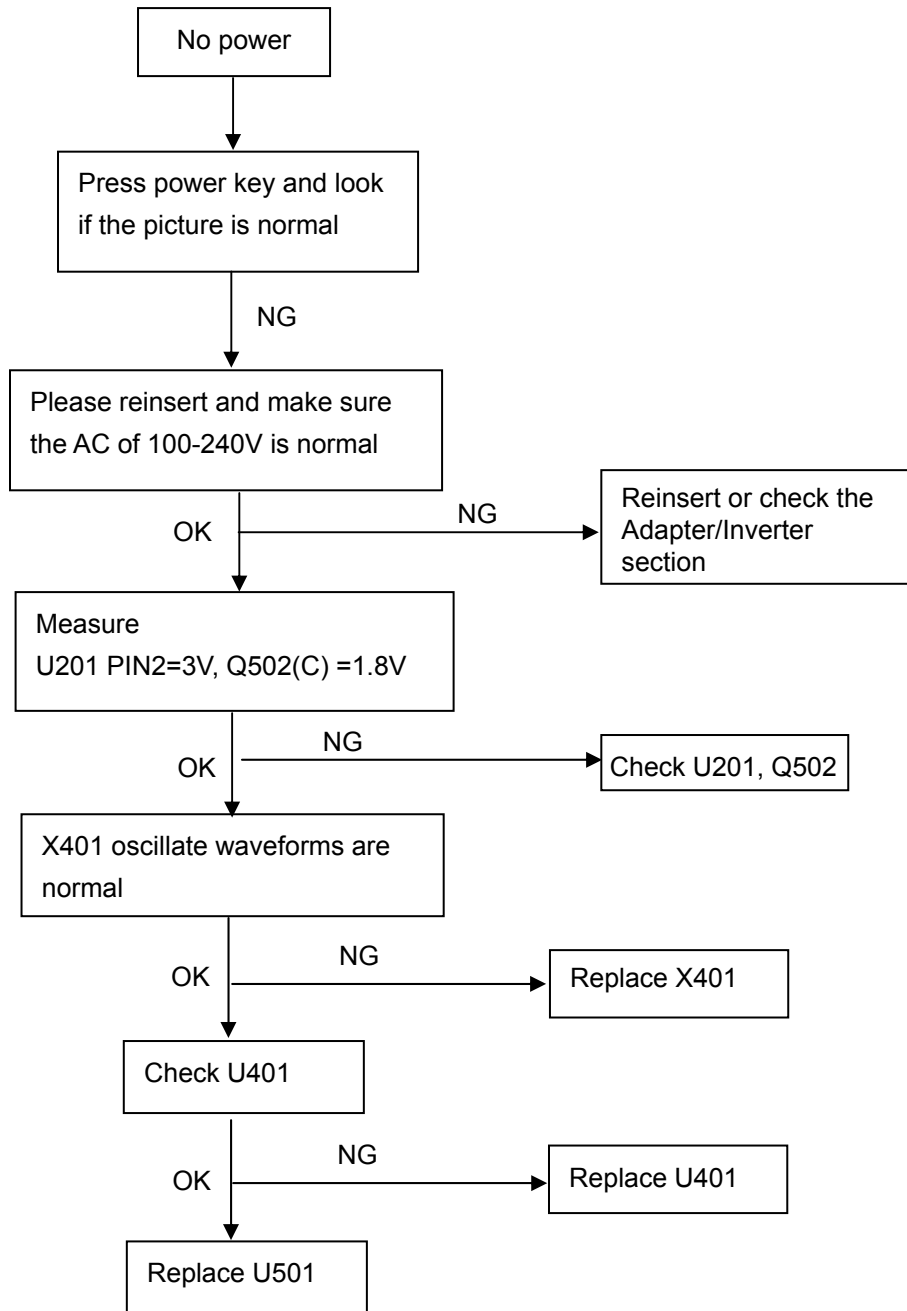 No power
Press power key and look
if the picture is normal
NG
Please reinsert and make sure
the AC of 100-240V is normal
NG
OK
Reinsert or check the
Adapter/Inverter
section
Measure
U201 PIN2=3V, Q502(C) =1.8V
NG
OK
Check U201, Q502
X401 oscillate waveforms are
normal
NG
OK
Replace X401
Check U401
NG
OK
Replace U401
Replace U501